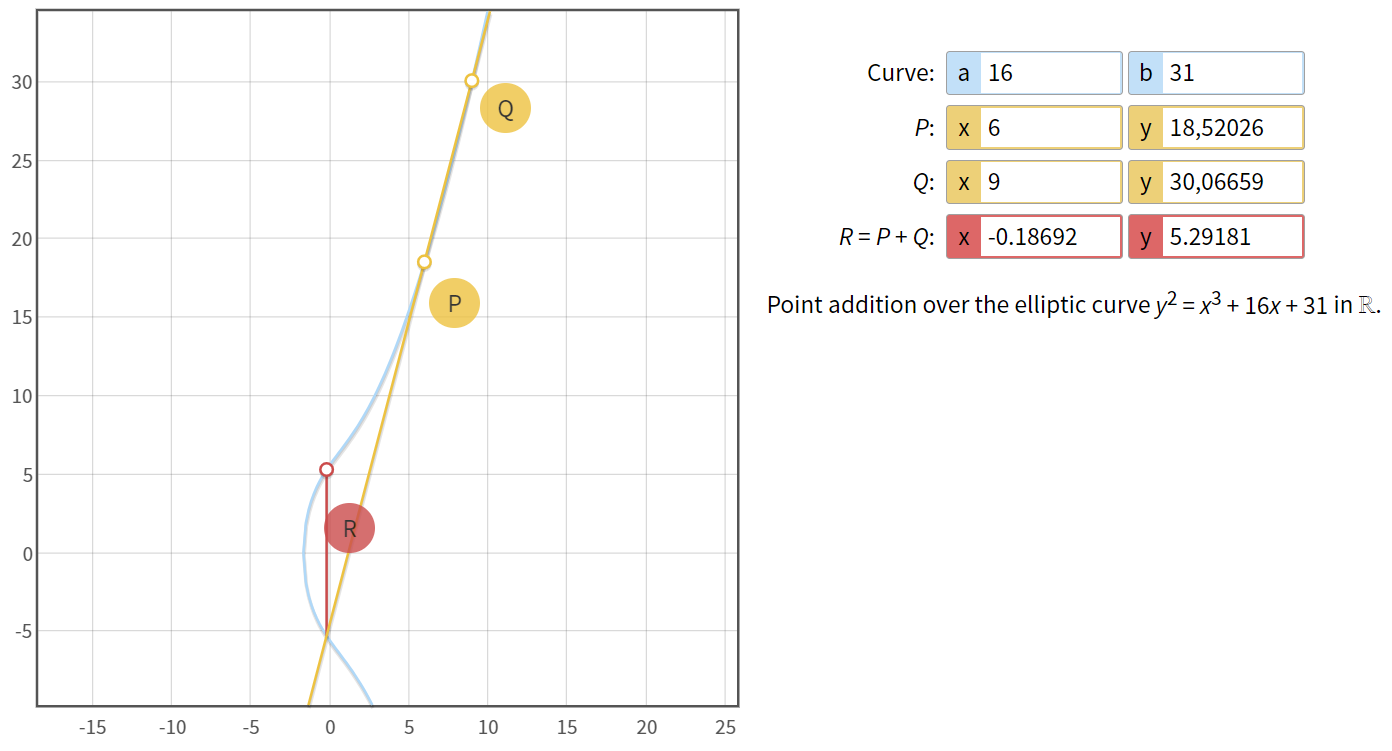 Curve: a 16 b 31
P: x 6 y 18,52026
Q: x 9 y 30,06659
R = P + Q: x -0.18692 y 5.29181
Point addition over the elliptic curve y² = x³ + 16x + 31 in ℝ.
30
Q
25
20
P
15
10
5
R
0
-5
-15 -10 -5 0 5 10 15 20 25